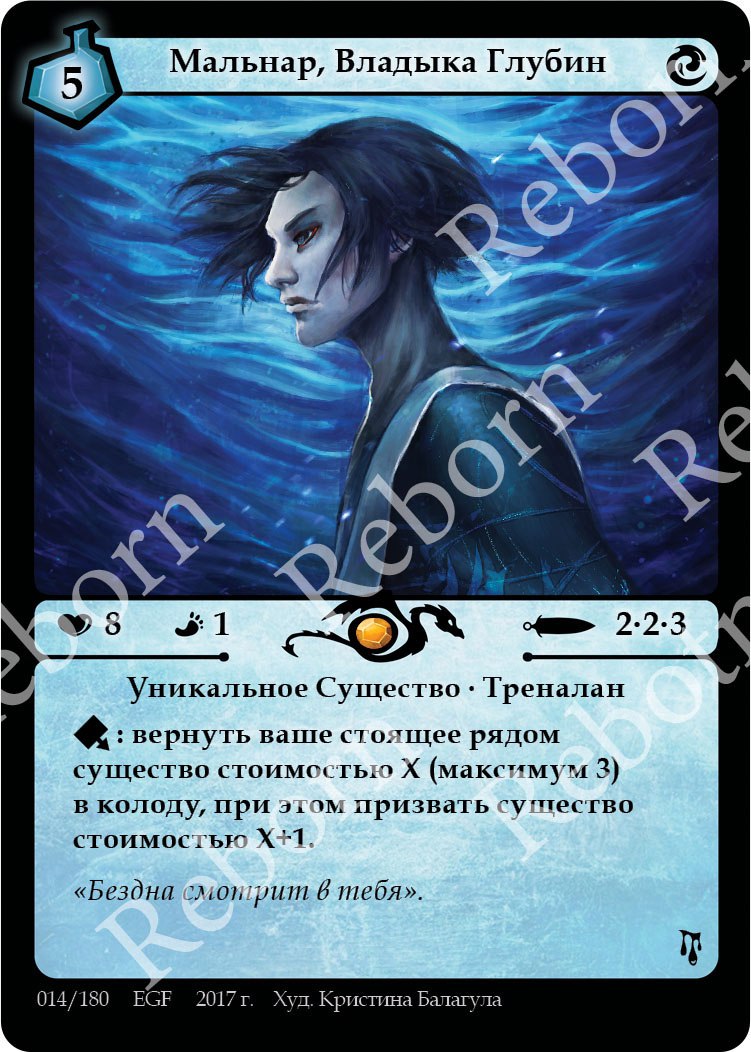 5
Мальнар, Владыка Глубин
Reborn
Reborn
Reborn
Reborn
8 1 2·2·3
Уникальное Существо · Треналан
: вернуть ваше стоящее рядом
существо стоимостью X (максимум 3)
в колоду, при этом призвать существо
стоимостью X+1.
«Бездна смотрит в тебя».
Reborn
Reborn
014/180 EGF 2017 г. Худ. Кристина Балагула